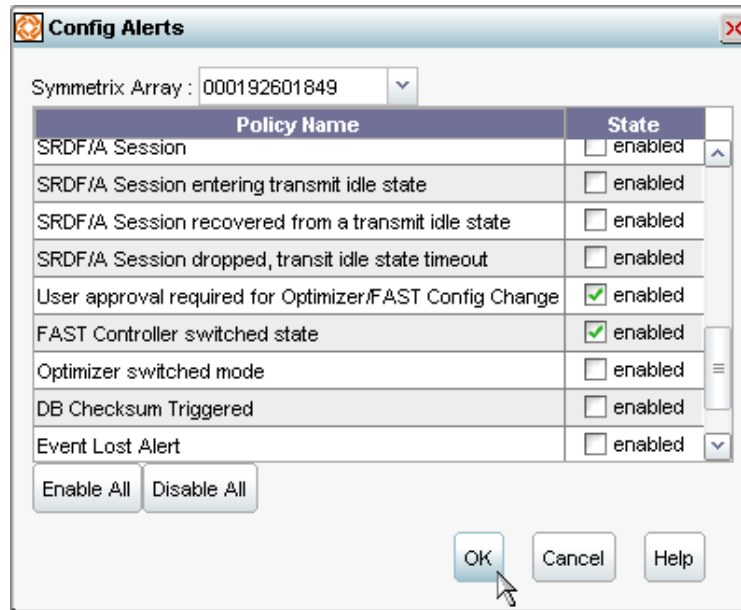 Config Alerts
Symmetrix Array : 000192601849
Policy Name State
SRDF/A Session enabled
SRDF/A Session entering transmit idle state enabled
SRDF/A Session recovered from a transmit idle state enabled
SRDF/A Session dropped, transit idle state timeout enabled
User approval required for Optimizer/FAST Config Change enabled
FAST Controller switched state enabled
Optimizer switched mode enabled
DB Checksum Triggered enabled
Event Lost Alert enabled
Enable All Disable All
OK Cancel Help